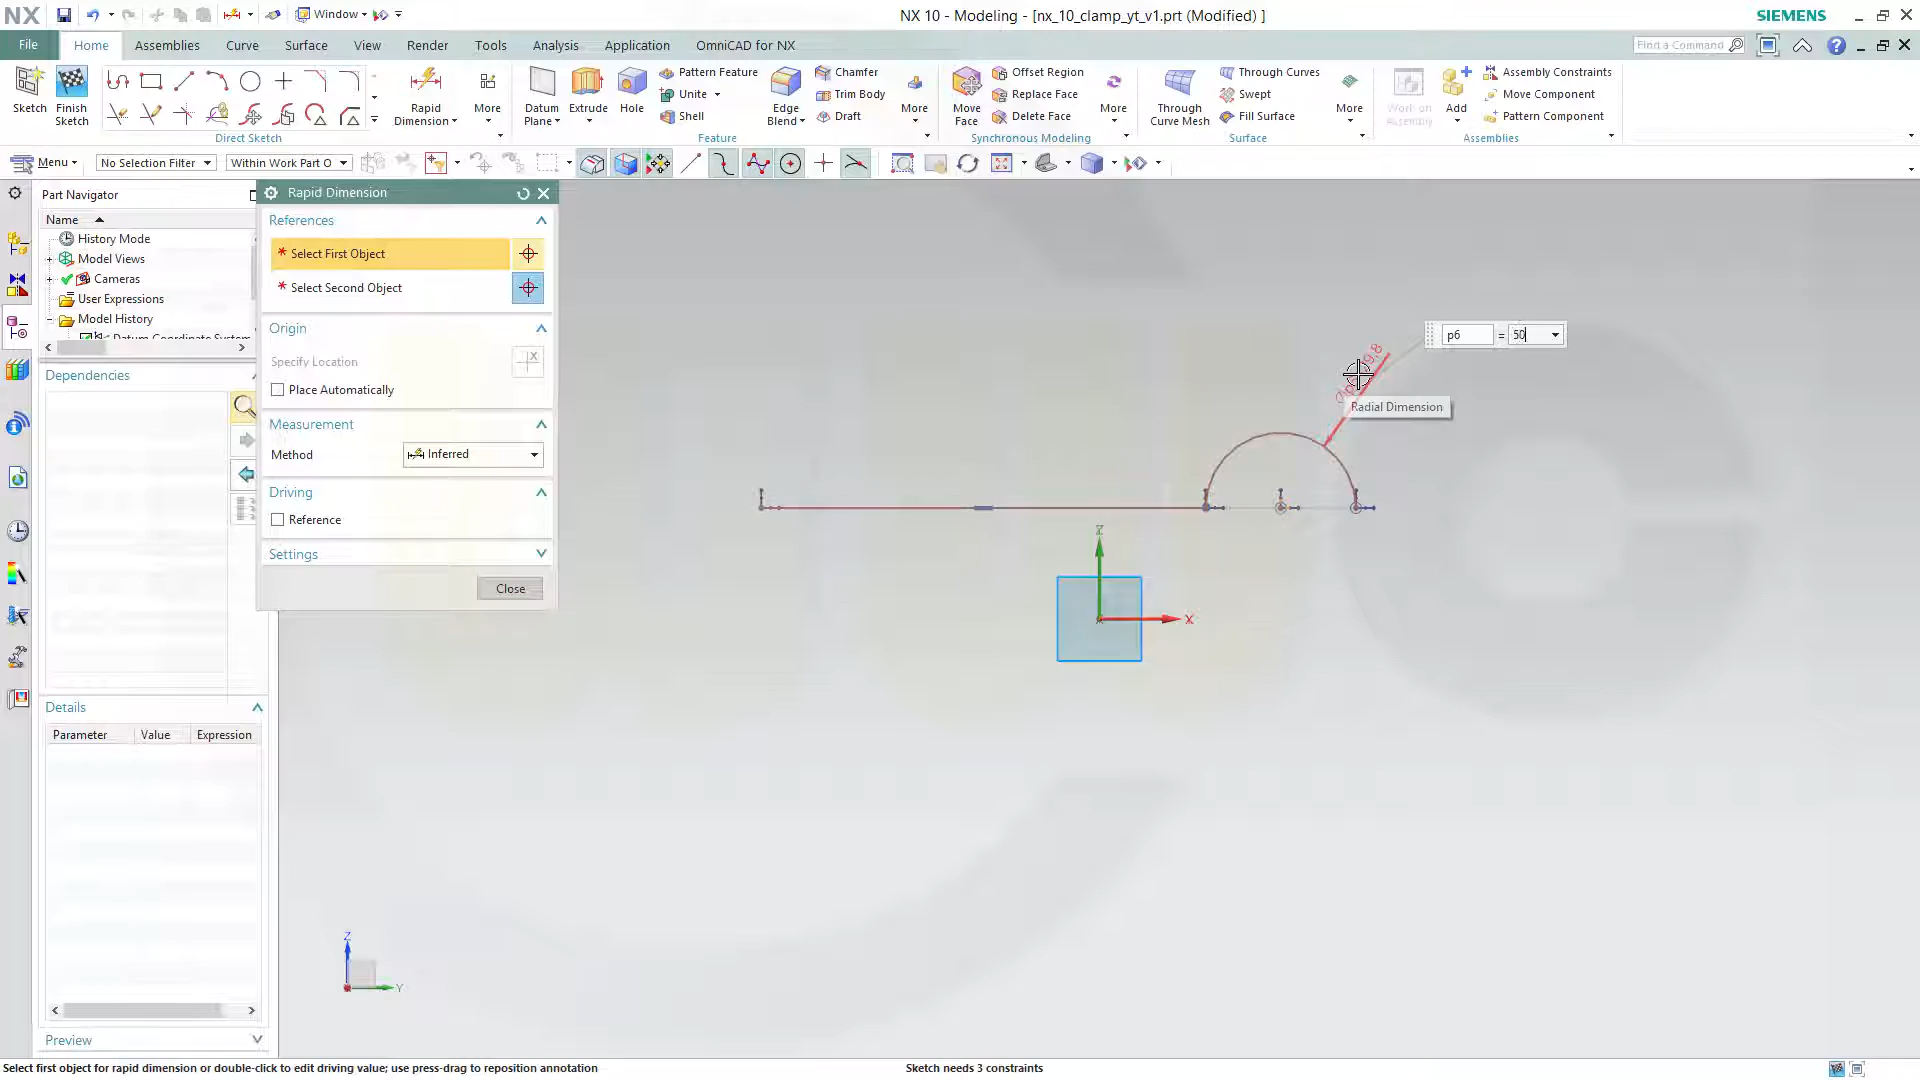 NX
Window
NX 10 - Modeling - [nx_10_clamp_yt_v1.prt (Modified) ]
SIEMENS
File
Home
Assemblies
Curve
Surface
View
Render
Tools
Analysis
Application
OmniCAD for NX
Find a Command
Sketch
Finish Sketch
Rapid Dimension
More
Direct Sketch
Datum Plane
Extrude
Hole
Pattern Feature
Unite
Shell
Edge Blend
Chamfer
Trim Body
Draft
More
Feature
Move Face
Offset Region
Replace Face
Delete Face
More
Synchronous Modeling
Through Curve Mesh
Through Curves
Swept
Fill Surface
More
Surface
Work on Assembly
Add
Assembly Constraints
Move Component
Pattern Component
Assemblies
Menu
No Selection Filter
Within Work Part O
Part Navigator
Name
History Mode
Model Views
Cameras
User Expressions
Model History
Datum Coordinate System
Dependencies
Details
Parameter
Value
Expression
Preview
Rapid Dimension
References
* Select First Object
* Select Second Object
Origin
Specify Location
Place Automatically
Measurement
Method
Inferred
Driving
Reference
Settings
Close
p6
=
50
Radial Dimension
Z
X
Z
Y
Select first object for rapid dimension or double-click to edit driving value; use press-drag to reposition annotation
Sketch needs 3 constraints